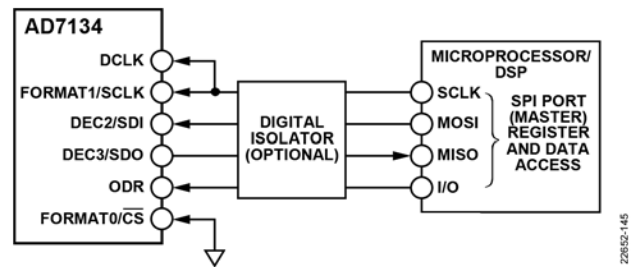 AD7134
DCLK
FORMAT1/SCLK
DEC2/SDI
DEC3/SDO
ODR
FORMAT0/CS
DIGITAL
ISOLATOR
(OPTIONAL)
MICROPROCESSOR/
DSP
SCLK
MOSI
MISO
I/O
SPI PORT
(MASTER)
REGISTER
AND DATA
ACCESS
22652-145